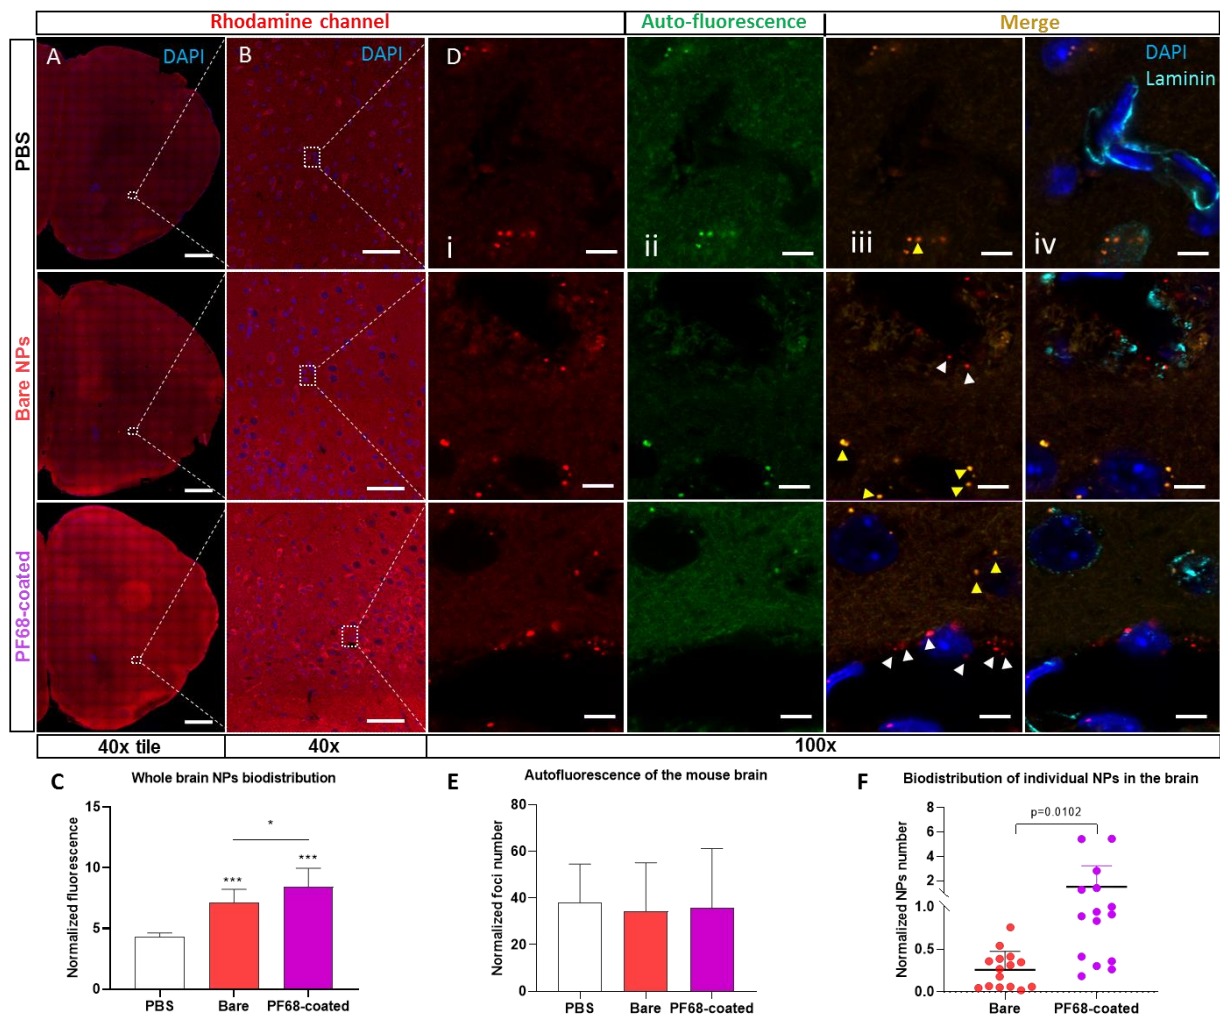 Rhodamine channel Auto-fluorescence Merge
A DAPI B DAPI D DAPI
Laminin
PBS
i ii iii iv
Bare NPs
PF68-coated
40x tile 40x 100x
C Whole brain NPs biodistribution
Normalized fluorescence
15
10
5
0
*
***
***
PBS Bare PF68-coated
E Autofluorescence of the mouse brain
Normalized foci number
80
60
40
20
0
PBS Bare PF68-coated
F Biodistribution of individual NPs in the brain
Normalized NPs number
8
6
4
2
1.0
0.5
0.0
p=0.0102
Bare PF68-coated